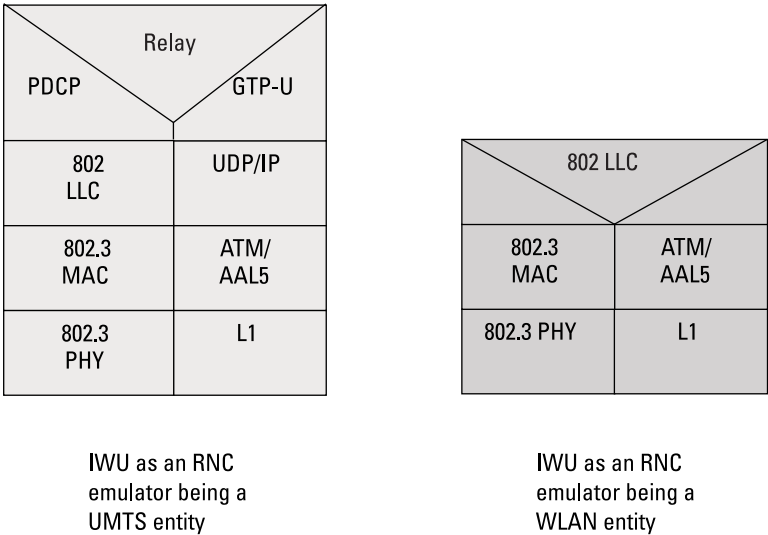 Relay
PDCP
GTP-U
802
LLC
UDP/IP
802.3
MAC
ATM/
AAL5
802.3
PHY
L1
IWU as an RNC
emulator being a
UMTS entity
802 LLC
802.3
MAC
ATM/
AAL5
802.3 PHY
L1
IWU as an RNC
emulator being a
WLAN entity